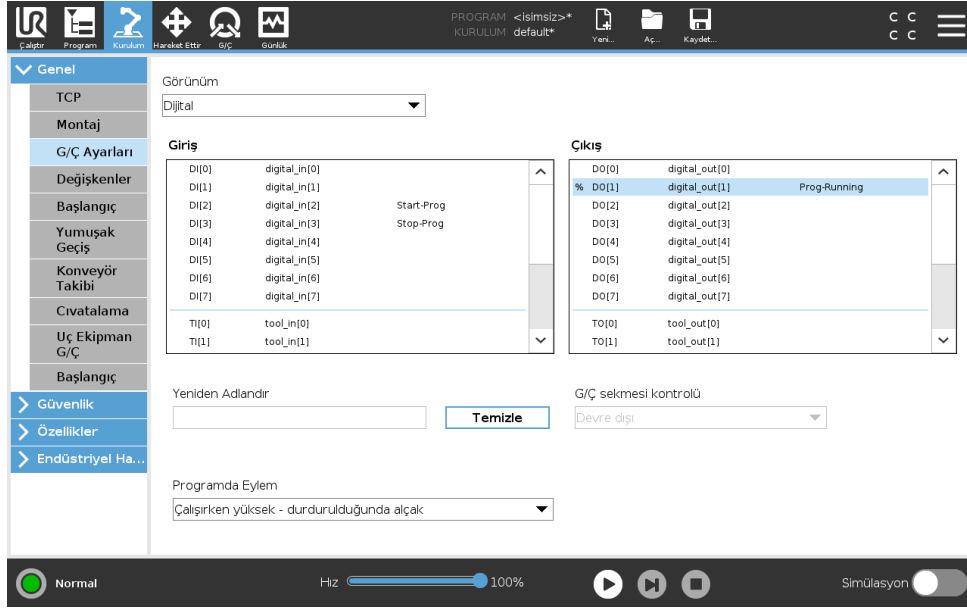 PROGRAM <isimsiz>*
KURULUM default*
C C
C C
Çalıştır Program Kurulum Hareket Ettir G/Ç Günlük Yeni... Aç... Kaydet...
Genel
TCP
Montaj
G/Ç Ayarları
Değişkenler
Başlangıç
Yumuşak
Geçiş
Konveyör
Takibi
Cıvatalama
Uç Ekipman
G/Ç
Başlangıç
Güvenlik
Özellikler
Endüstriyel Ha...
Görünüm
Dijital
Giriş
DI[0] digital_in[0]
DI[1] digital_in[1]
DI[2] digital_in[2] Start-Prog
DI[3] digital_in[3] Stop-Prog
DI[4] digital_in[4]
DI[5] digital_in[5]
DI[6] digital_in[6]
DI[7] digital_in[7]
TI[0] tool_in[0]
TI[1] tool_in[1]
Çıkış
DO[0] digital_out[0]
% DO[1] digital_out[1] Prog-Running
DO[2] digital_out[2]
DO[3] digital_out[3]
DO[4] digital_out[4]
DO[5] digital_out[5]
DO[6] digital_out[6]
DO[7] digital_out[7]
TO[0] tool_out[0]
TO[1] tool_out[1]
Yeniden Adlandır
Temizle
G/Ç sekmesi kontrolü
Devre dışı
Programda Eylem
Çalışırken yüksek - durdurulduğunda alçak
Normal
Hız 100%
Simülasyon